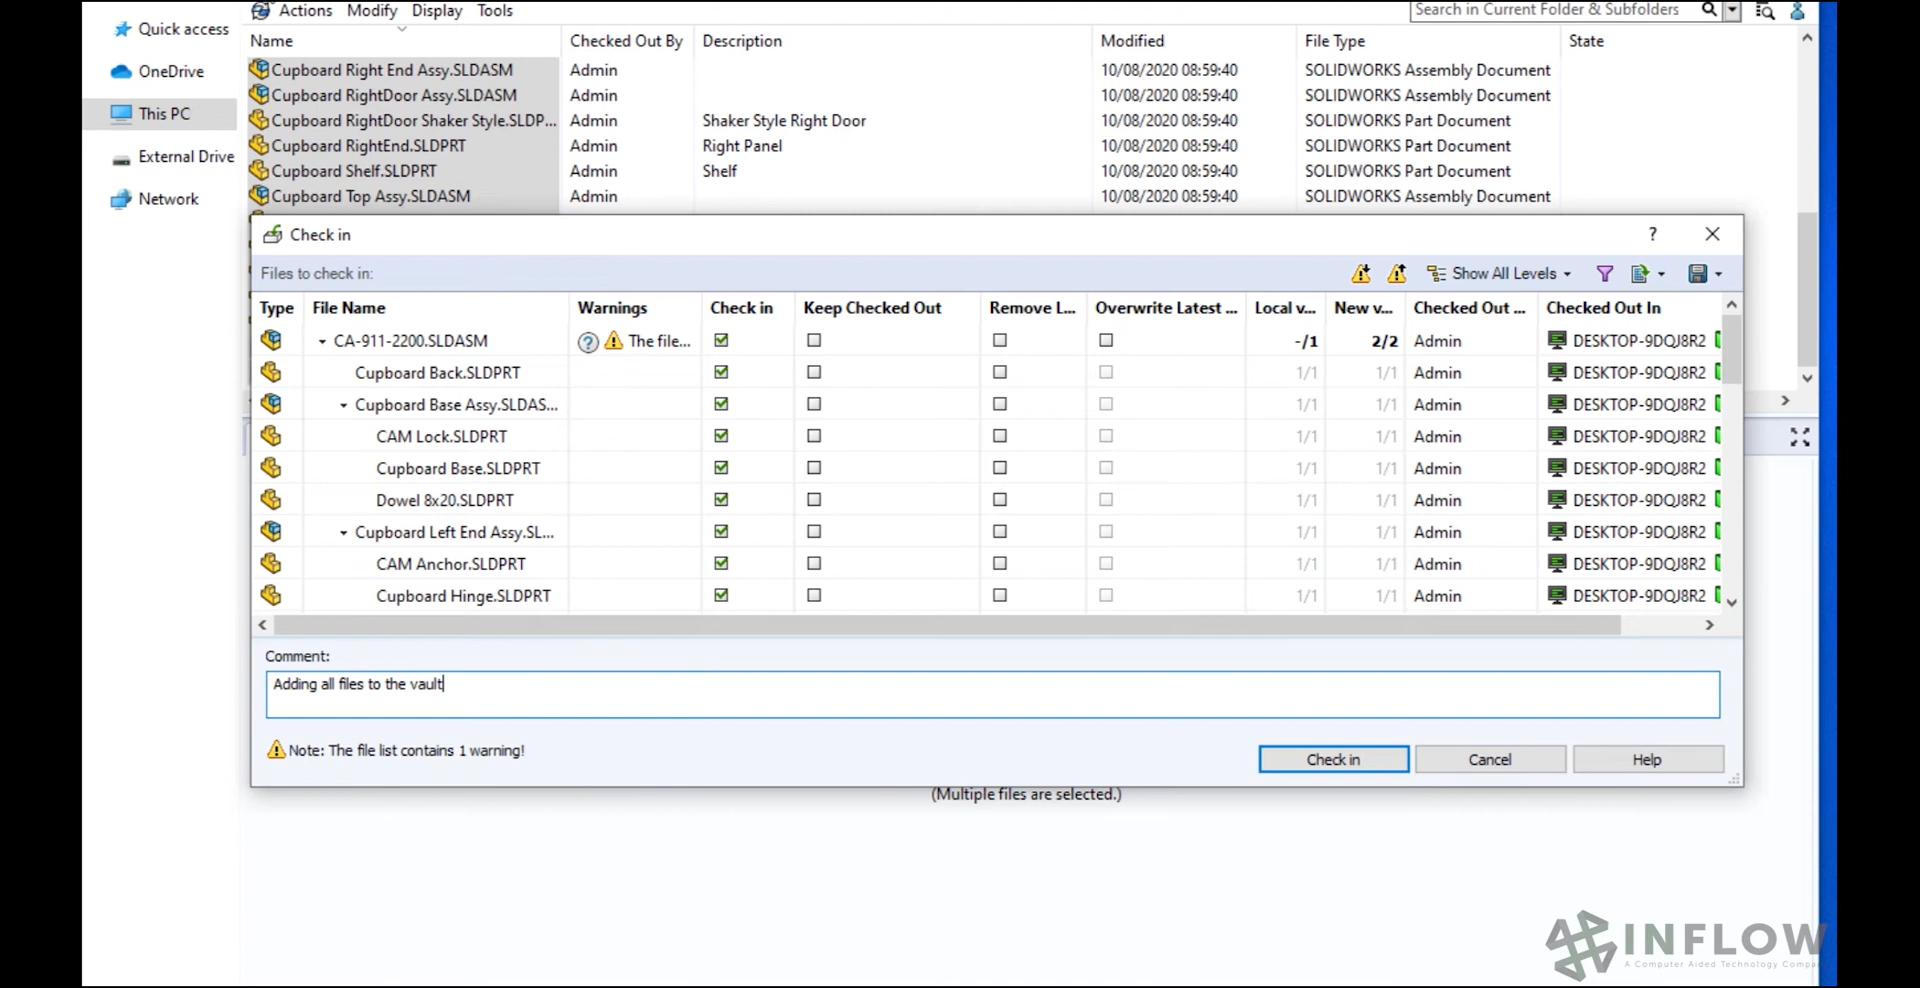 Actions Modify Display Tools
Search in Current Folder & Subfolders
Quick access
OneDrive
This PC
External Drive
Network
Name Checked Out By Description Modified File Type State
Cupboard Right End Assy.SLDASM Admin 10/08/2020 08:59:40 SOLIDWORKS Assembly Document
Cupboard RightDoor Assy.SLDASM Admin 10/08/2020 08:59:40 SOLIDWORKS Assembly Document
Cupboard RightDoor Shaker Style.SLDP... Admin Shaker Style Right Door 10/08/2020 08:59:40 SOLIDWORKS Part Document
Cupboard RightEnd.SLDPRT Admin Right Panel 10/08/2020 08:59:40 SOLIDWORKS Part Document
Cupboard Shelf.SLDPRT Admin Shelf 10/08/2020 08:59:40 SOLIDWORKS Part Document
Cupboard Top Assy.SLDASM Admin 10/08/2020 08:59:40 SOLIDWORKS Assembly Document
Check in ?
Files to check in: Show All Levels
Type File Name Warnings Check in Keep Checked Out Remove L... Overwrite Latest ... Local v... New v... Checked Out ... Checked Out In
CA-911-2200.SLDASM The file... -/1 2/2 Admin DESKTOP-9DQJ8R2
Cupboard Back.SLDPRT 1/1 1/1 Admin DESKTOP-9DQJ8R2
Cupboard Base Assy.SLDAS... 1/1 1/1 Admin DESKTOP-9DQJ8R2
CAM Lock.SLDPRT 1/1 1/1 Admin DESKTOP-9DQJ8R2
Cupboard Base.SLDPRT 1/1 1/1 Admin DESKTOP-9DQJ8R2
Dowel 8x20.SLDPRT 1/1 1/1 Admin DESKTOP-9DQJ8R2
Cupboard Left End Assy.SL... 1/1 1/1 Admin DESKTOP-9DQJ8R2
CAM Anchor.SLDPRT 1/1 1/1 Admin DESKTOP-9DQJ8R2
Cupboard Hinge.SLDPRT 1/1 1/1 Admin DESKTOP-9DQJ8R2
Comment:
Adding all files to the vault
Note: The file list contains 1 warning!
Check in Cancel Help
(Multiple files are selected.)
INFLOW
A Computer Aided Technology Comp